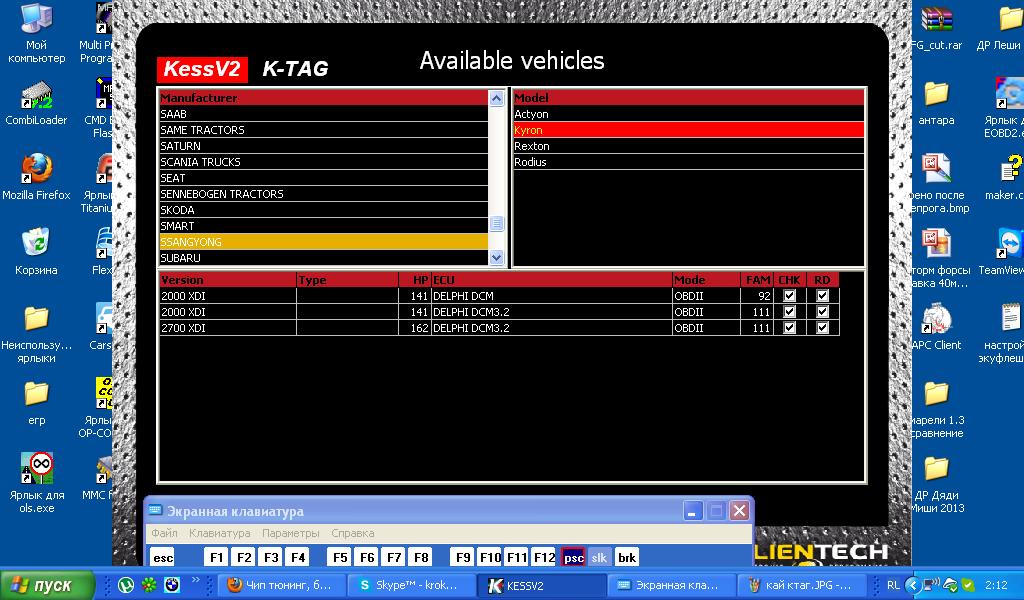 Мой
компьютер
CombiLoader
Mozilla Firefox
Корзина
Неиспользу...
ярлыки
егр
Ярлык для
ols.exe
KessV2 K-TAG
Available vehicles
Manufacturer
SAAB
SAME TRACTORS
SATURN
SCANIA TRUCKS
SEAT
SENNEBOGEN TRACTORS
SKODA
SMART
SSANGYONG
SUBARU
Model
Actyon
Kyron
Rexton
Rodius
Version Type HP ECU Mode FAM CHK RD
2000 XDI 141 DELPHI DCM OBDII 92
2000 XDI 141 DELPHI DCM3.2 OBDII 111
2700 XDI 162 DELPHI DCM3.2 OBDII 111
Экранная клавиатура
Файл Клавиатура Параметры Справка
esc F1 F2 F3 F4 F5 F6 F7 F8 F9 F10 F11 F12 psc slk brk
LIENTECH
FG_cut.rar
ДР Леши
антара
Ярлык д
EOBD2.e
рено после
епрога.bmp
maker.c
торм форсы
авка 40м...
TeamView
APC Client
настрой
экуфлеш
марели 1.3
сравнение
ДР Дяди
Миши 2013
пуск
Чип тюнинг, б...
Skype™ - krok...
KESSV2
Экранная кла...
кай ктаг.JPG -...
RL
2:12